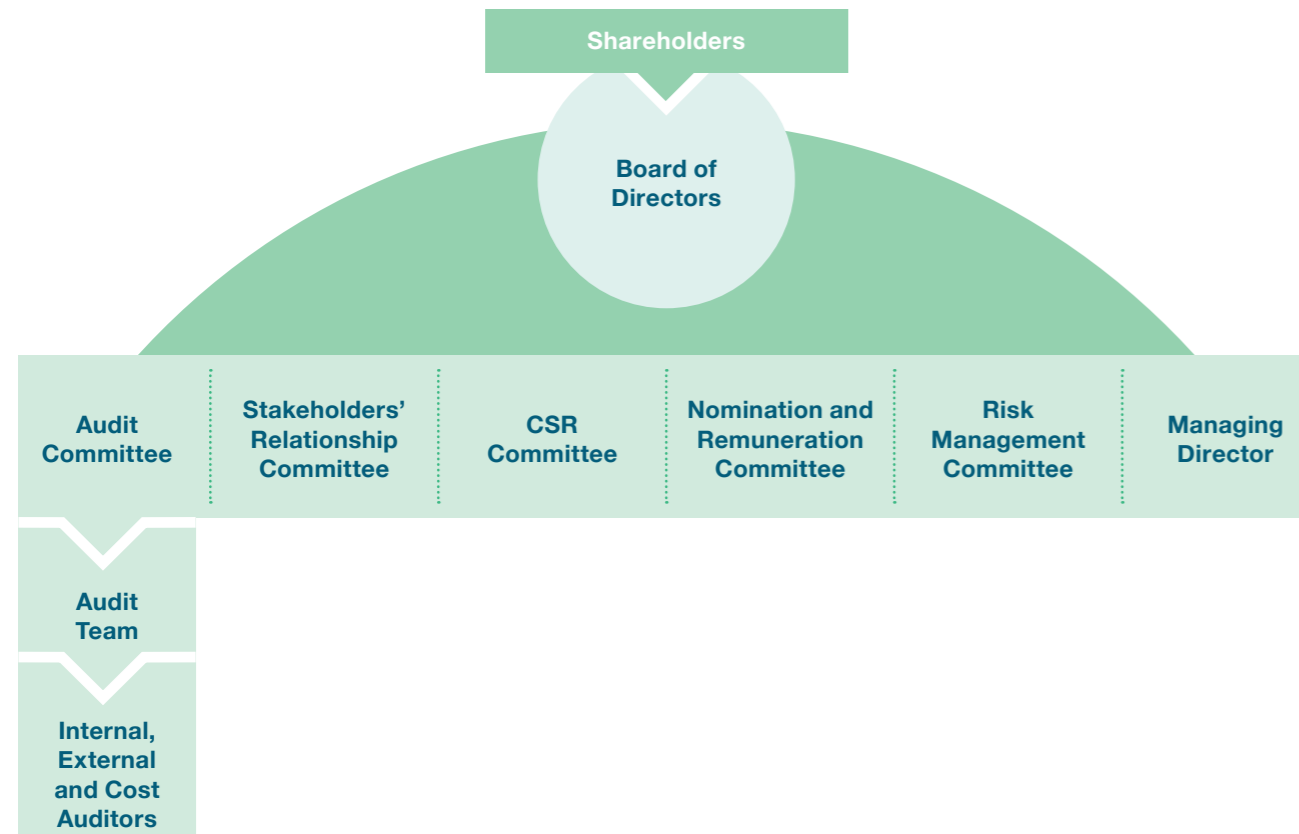 Shareholders
Board of
Directors
Audit
Committee
Stakeholders’
Relationship
Committee
CSR
Committee
Nomination and
Remuneration
Committee
Risk
Management
Committee
Managing
Director
Audit
Team
Internal,
External
and Cost
Auditors